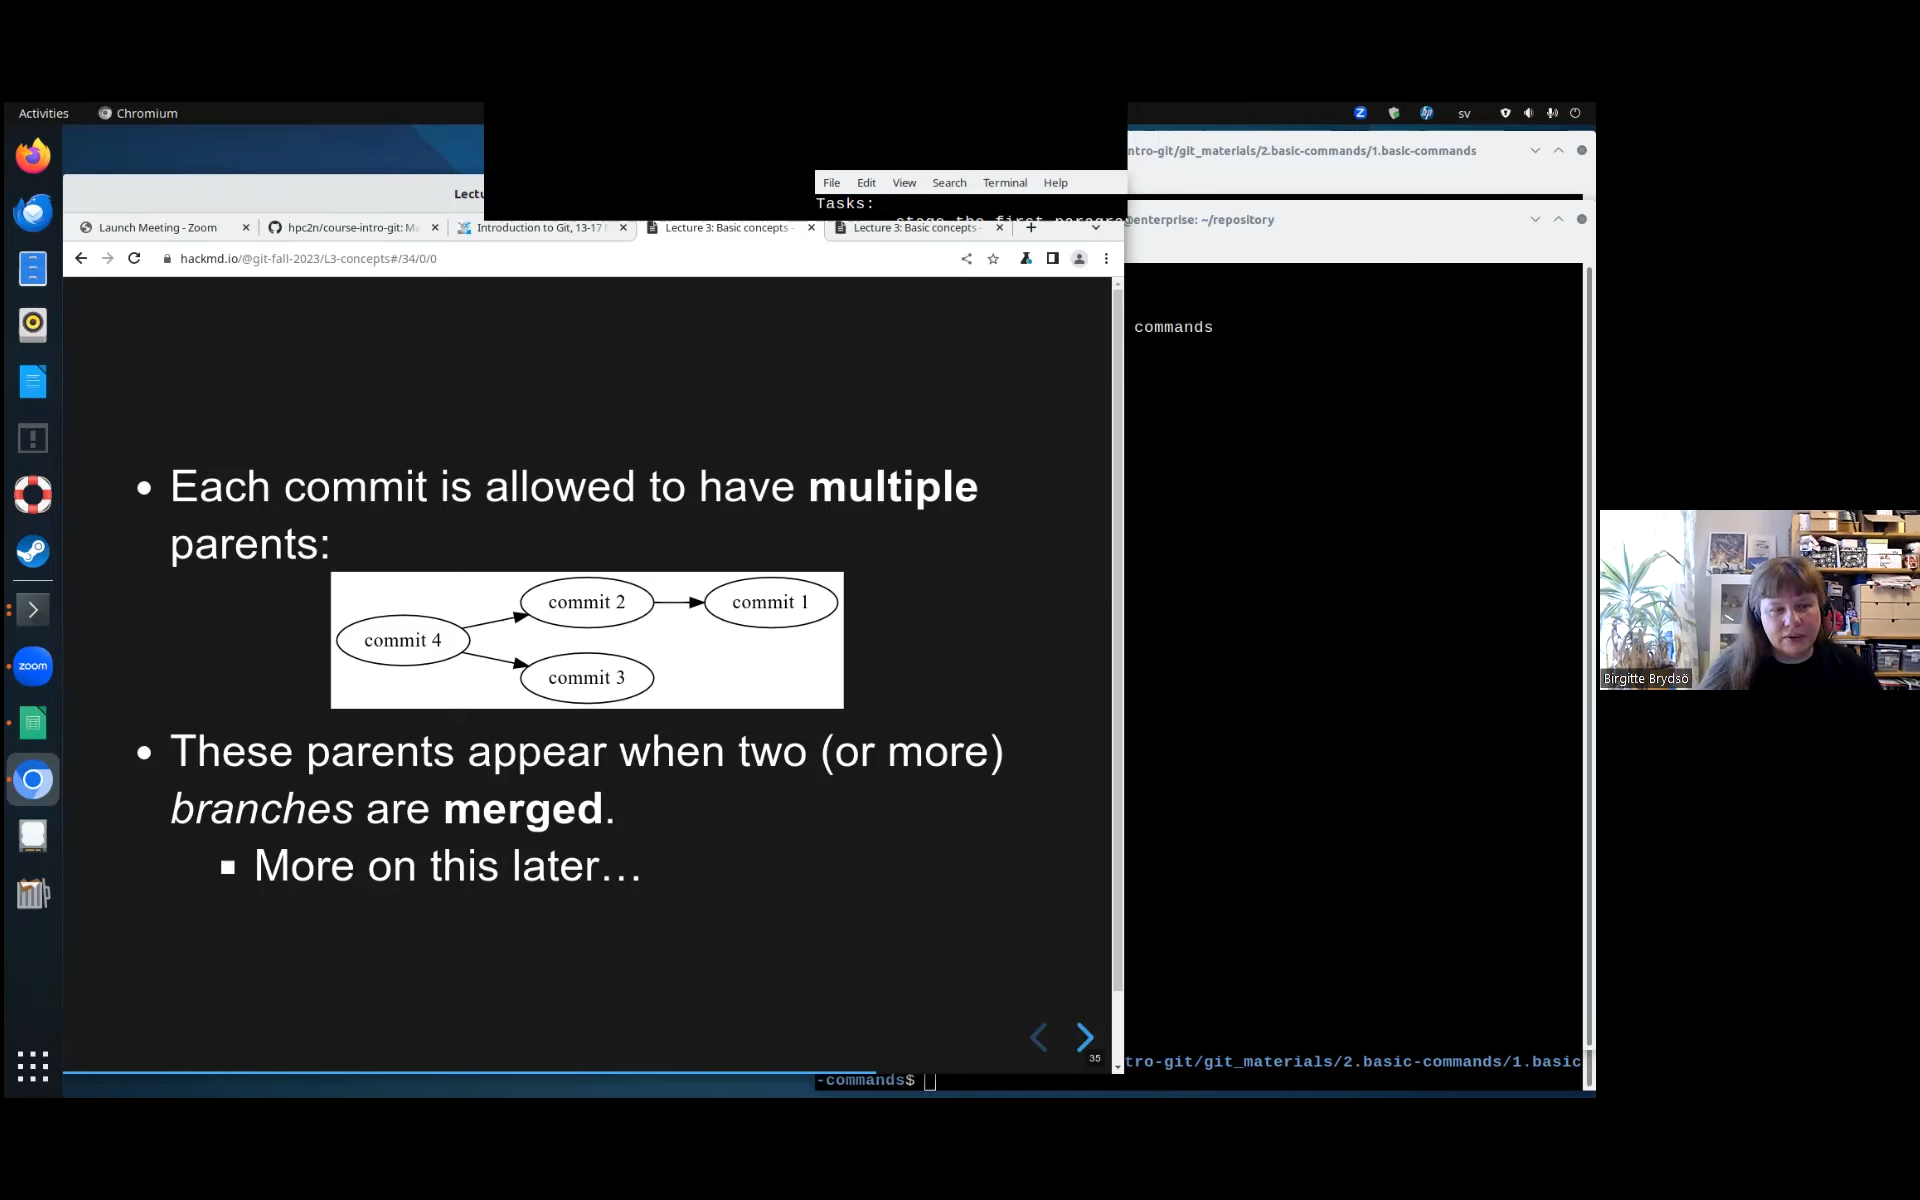 Activities
Chromium
sv
ntro-git/git_materials/2.basic-commands/1.basic-commands
File Edit View Search Terminal Help
Lectu
Tasks:
stage the first paragra
@enterprise: ~/repository
Launch Meeting - Zoom
hpc2n/course-intro-git: Ma
Introduction to Git, 13-17
Lecture 3: Basic concepts -
Lecture 3: Basic concepts -
hackmd.io/@git-fall-2023/L3-concepts#/34/0/0
commands
Each commit is allowed to have multiple
parents:
commit 2
commit 1
commit 4
commit 3
These parents appear when two (or more)
branches are merged.
More on this later…
35
zoom
tro-git/git_materials/2.basic-commands/1.basic
-commands$
Birgitte Brydsö